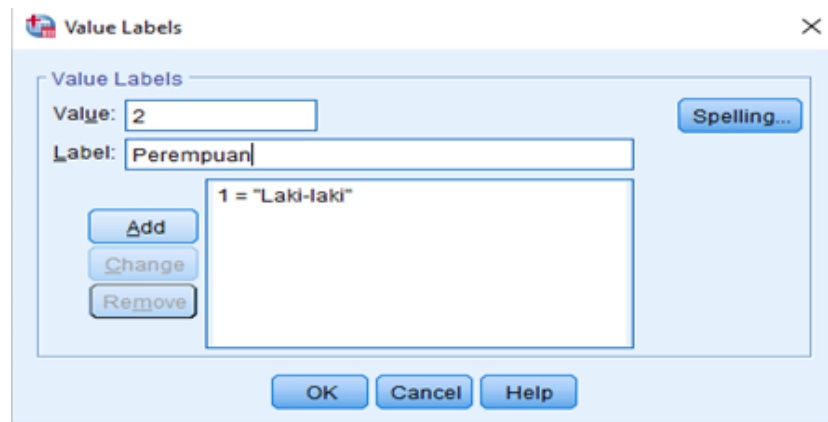 Value Labels
Value Labels
Value: 2
Spelling...
Label: Perempuan
1 = "Laki-laki"
Add
Change
Remove
OK Cancel Help